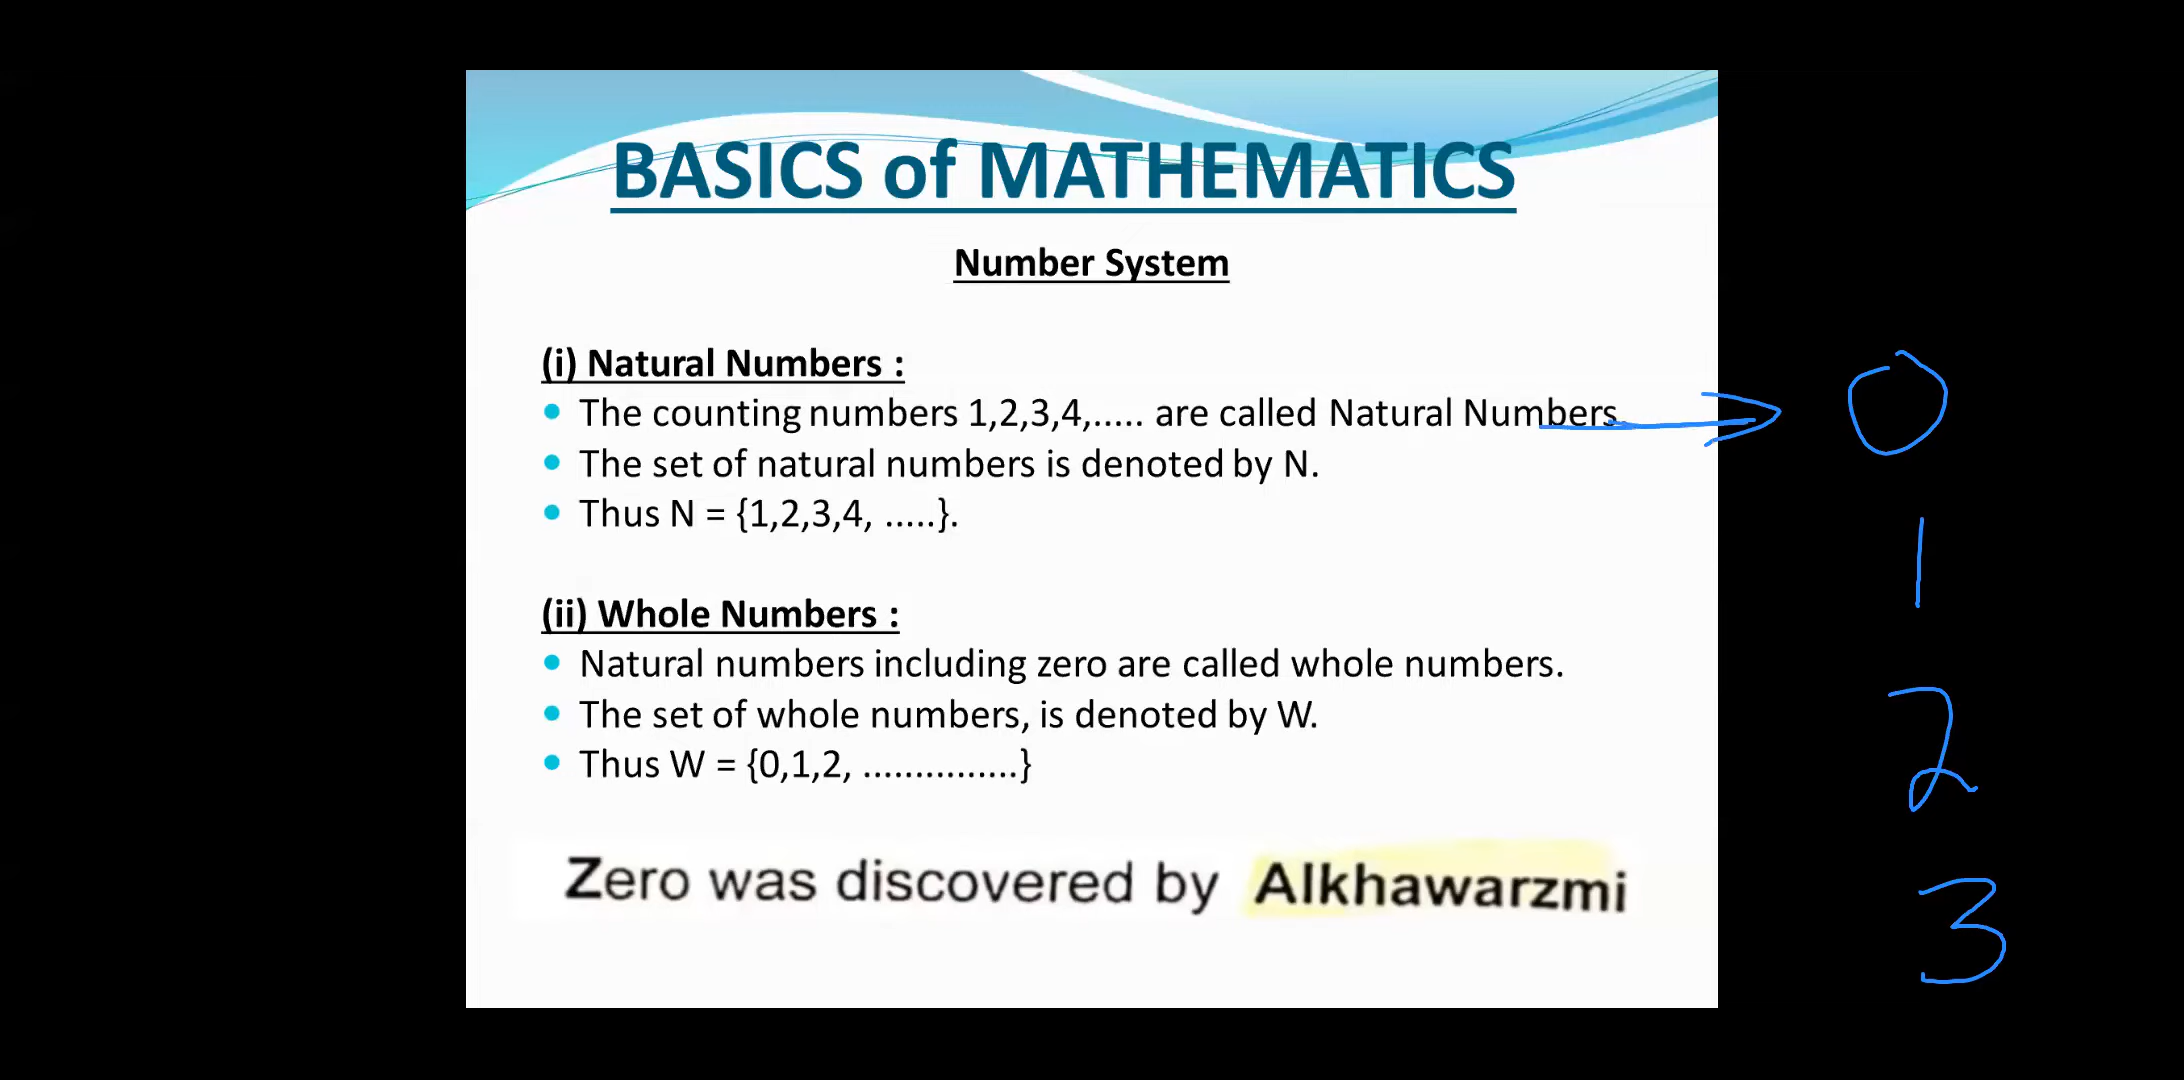 BASICS of MATHEMATICS
Number System
(i) Natural Numbers :
The counting numbers 1,2,3,4,..... are called Natural Numbers.
The set of natural numbers is denoted by N.
Thus N = {1,2,3,4, .....}.
(ii) Whole Numbers :
Natural numbers including zero are called whole numbers.
The set of whole numbers, is denoted by W.
Thus W = {0,1,2, ...............}
Zero was discovered by Alkhawarzmi
0
1
2
3